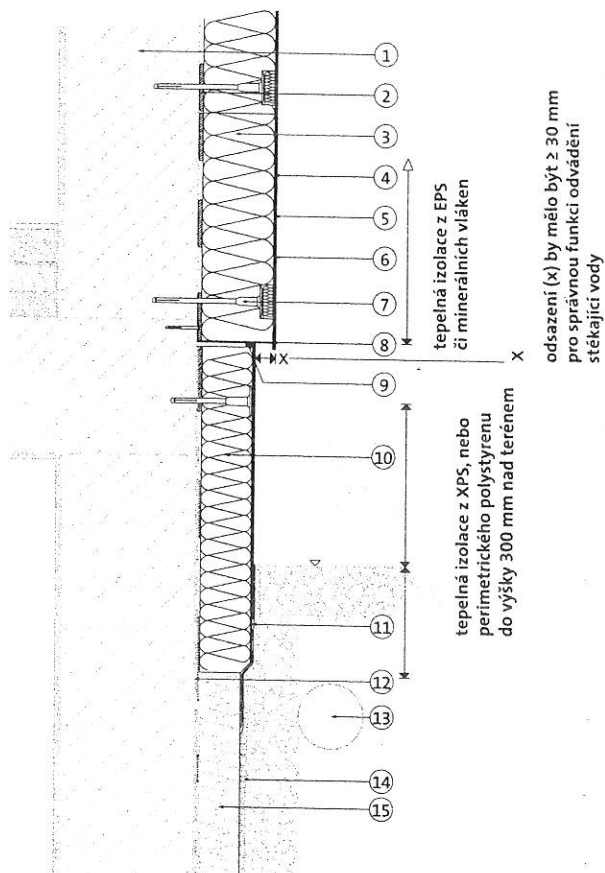 1
2
3
4
5
6
7
8
9
10
11
12
13
14
15
X
tepelná izolace z EPS
či minerálních vláken
X
odsazení (x) by mělo být ≥ 30 mm
pro správnou funkci odvádění
stékající vody
tepelná izolace z XPS, nebo
perimetrického polystyrenu
do výšky 300 mm nad terénem